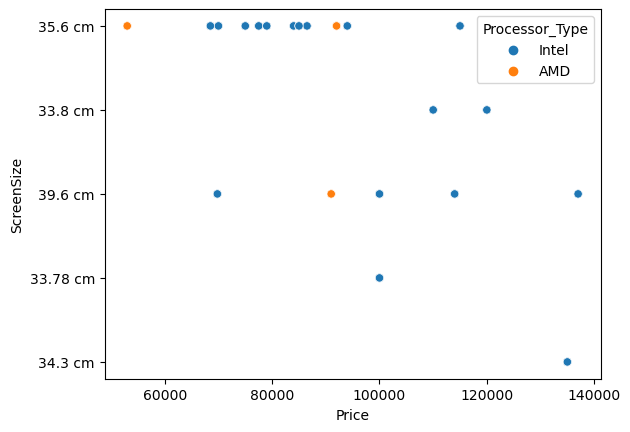 35.6 cm
33.8 cm
39.6 cm
33.78 cm
34.3 cm
ScreenSize
60000
80000
100000
120000
140000
Price
Processor_Type
Intel
AMD